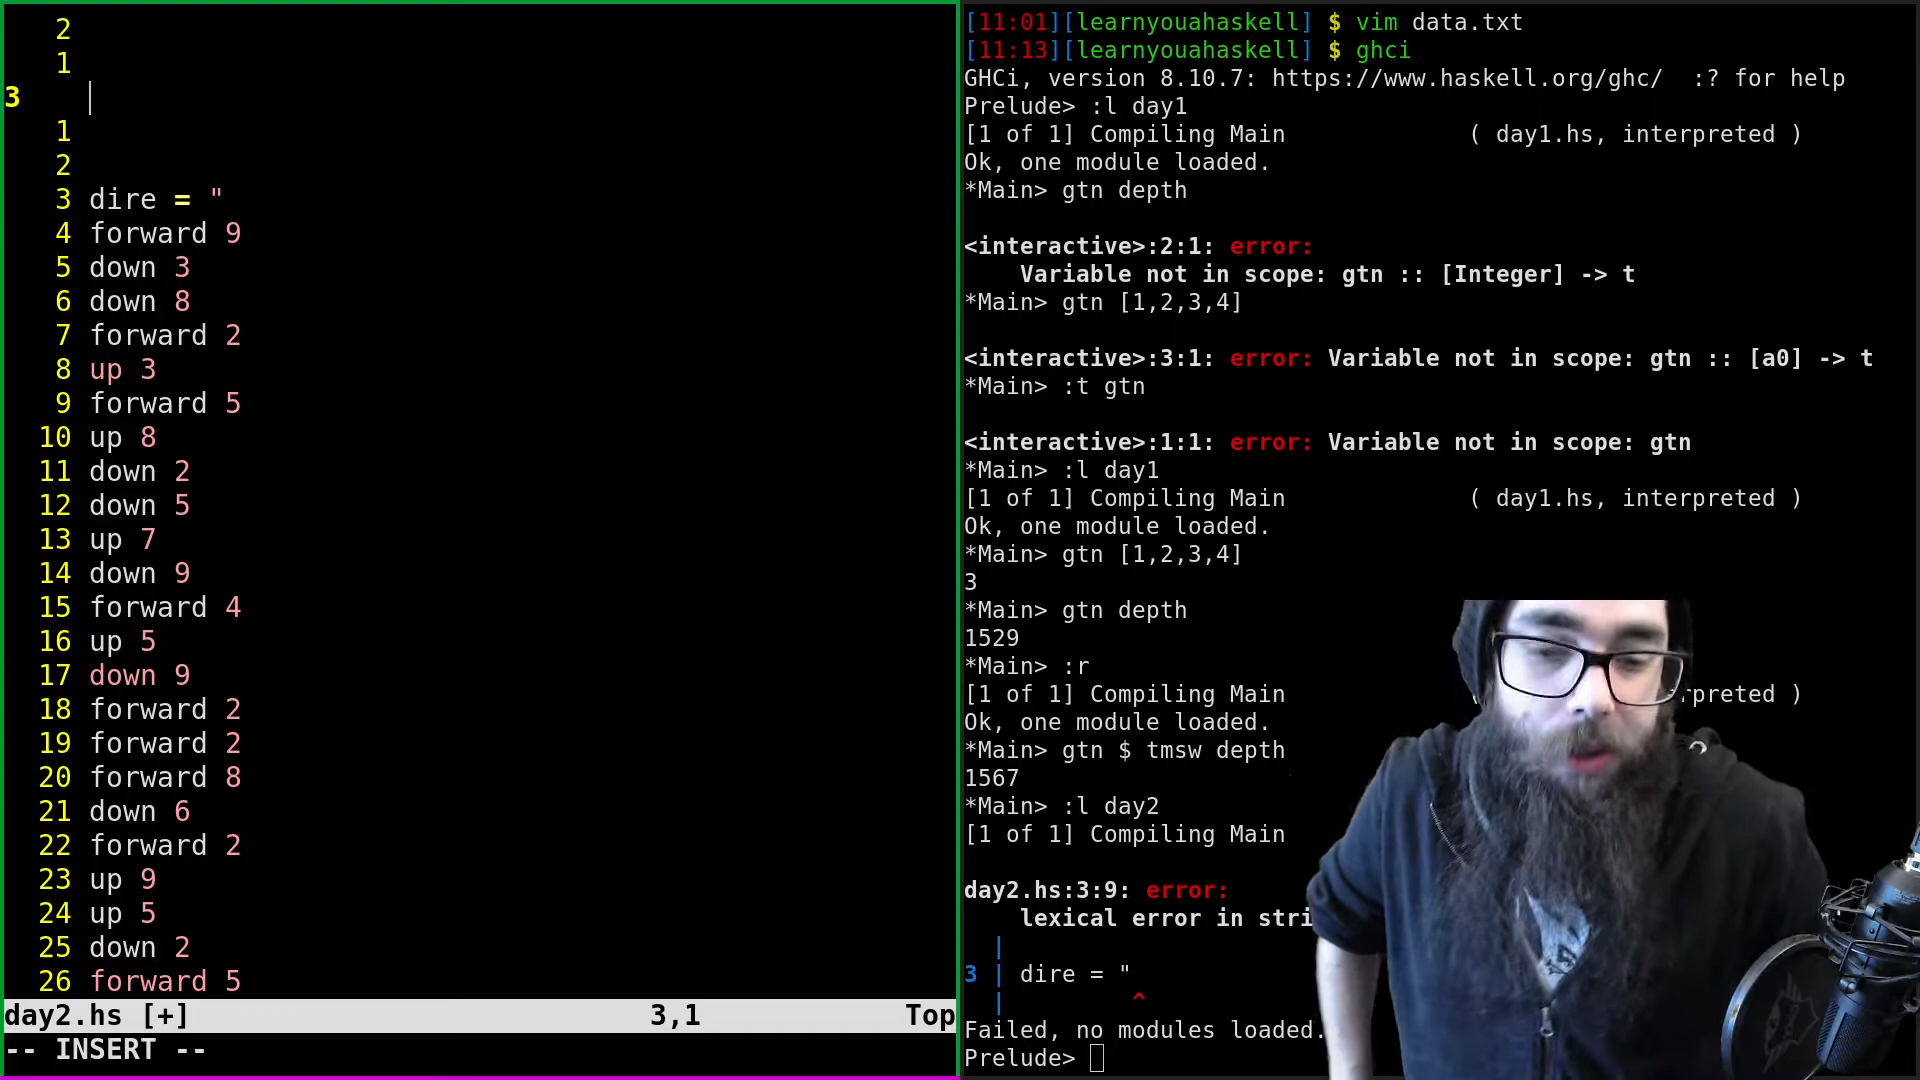 2
1
3
1
2
3 dire = "
4 forward 9
5 down 3
6 down 8
7 forward 2
8 up 3
9 forward 5
10 up 8
11 down 2
12 down 5
13 up 7
14 down 9
15 forward 4
16 up 5
17 down 9
18 forward 2
19 forward 2
20 forward 8
21 down 6
22 forward 2
23 up 9
24 up 5
25 down 2
26 forward 5
day2.hs [+] 3,1 Top
-- INSERT --
[11:01][learnyouahaskell] $ vim data.txt
[11:13][learnyouahaskell] $ ghci
GHCi, version 8.10.7: https://www.haskell.org/ghc/  :? for help
Prelude> :l day1
[1 of 1] Compiling Main ( day1.hs, interpreted )
Ok, one module loaded.
*Main> gtn depth
<interactive>:2:1: error:
Variable not in scope: gtn :: [Integer] -> t
*Main> gtn [1,2,3,4]
<interactive>:3:1: error: Variable not in scope: gtn :: [a0] -> t
*Main> :t gtn
<interactive>:1:1: error: Variable not in scope: gtn
*Main> :l day1
[1 of 1] Compiling Main ( day1.hs, interpreted )
Ok, one module loaded.
*Main> gtn [1,2,3,4]
3
*Main> gtn depth
1529
*Main> :r
[1 of 1] Compiling Main rpreted )
Ok, one module loaded.
*Main> gtn $ tmsw depth
1567
*Main> :l day2
[1 of 1] Compiling Main
day2.hs:3:9: error:
lexical error in stri
|
3 | dire = "
| ^
Failed, no modules loaded.
Prelude>